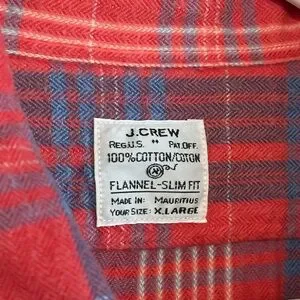 J.CREW
REG.U.S. " PAT.OFF.
100%COTTON/COTON
FLANNEL-SLIM FIT
MADE IN: MAURITIUS
YOUR SIZE: X.LARGE